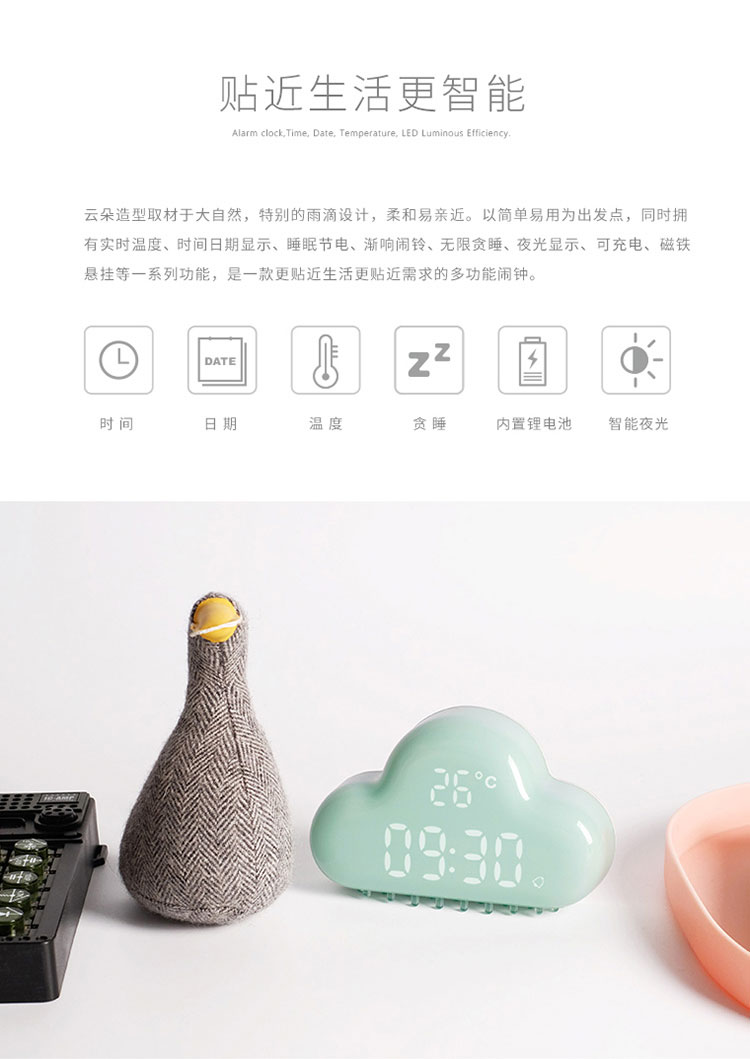 贴近生活更智能
Alarm clock,Time, Date, Temperature, LED Luminous Efficiency.
云朵造型取材于大自然，特别的雨滴设计，柔和易亲近。以简单易用为出发点，同时拥
有实时温度、时间日期显示、睡眠节电、渐响闹铃、无限贪睡、夜光显示、可充电、磁铁
悬挂等一系列功能，是一款更贴近生活更贴近需求的多功能闹钟。
DATE
zz
时间
日期
温度
贪睡
内置锂电池
智能夜光
26°C
09:30